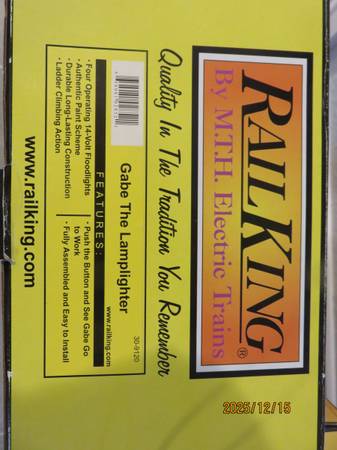 RAIL KING®
By M.T.H. Electric Trains
Quality In The Tradition You Remember
Gabe The Lamplighter
30-9120
FEATURES:
www.railking.com
• Four Operating 14-Volt Floodlights
• Authentic Paint Scheme
• Durable Long-Lasting Construction
• Ladder Climbing Action
• Push the Button and See Gabe Go
to Work
• Fully Assembled and Easy to Install
www.railking.com
2025/12/15